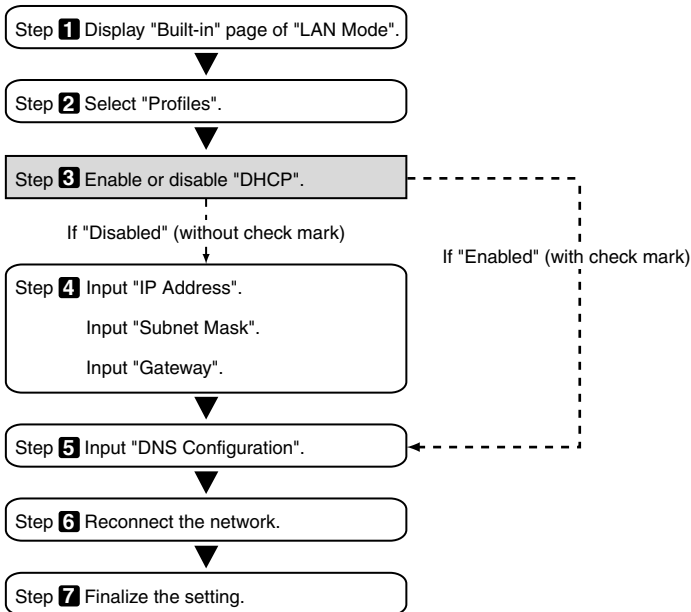 Step 1 Display "Built-in" page of "LAN Mode".
Step 2 Select "Profiles".
Step 3 Enable or disable "DHCP".
If "Disabled" (without check mark)
If "Enabled" (with check mark)
Step 4 Input "IP Address".
Input "Subnet Mask".
Input "Gateway".
Step 5 Input "DNS Configuration".
Step 6 Reconnect the network.
Step 7 Finalize the setting.